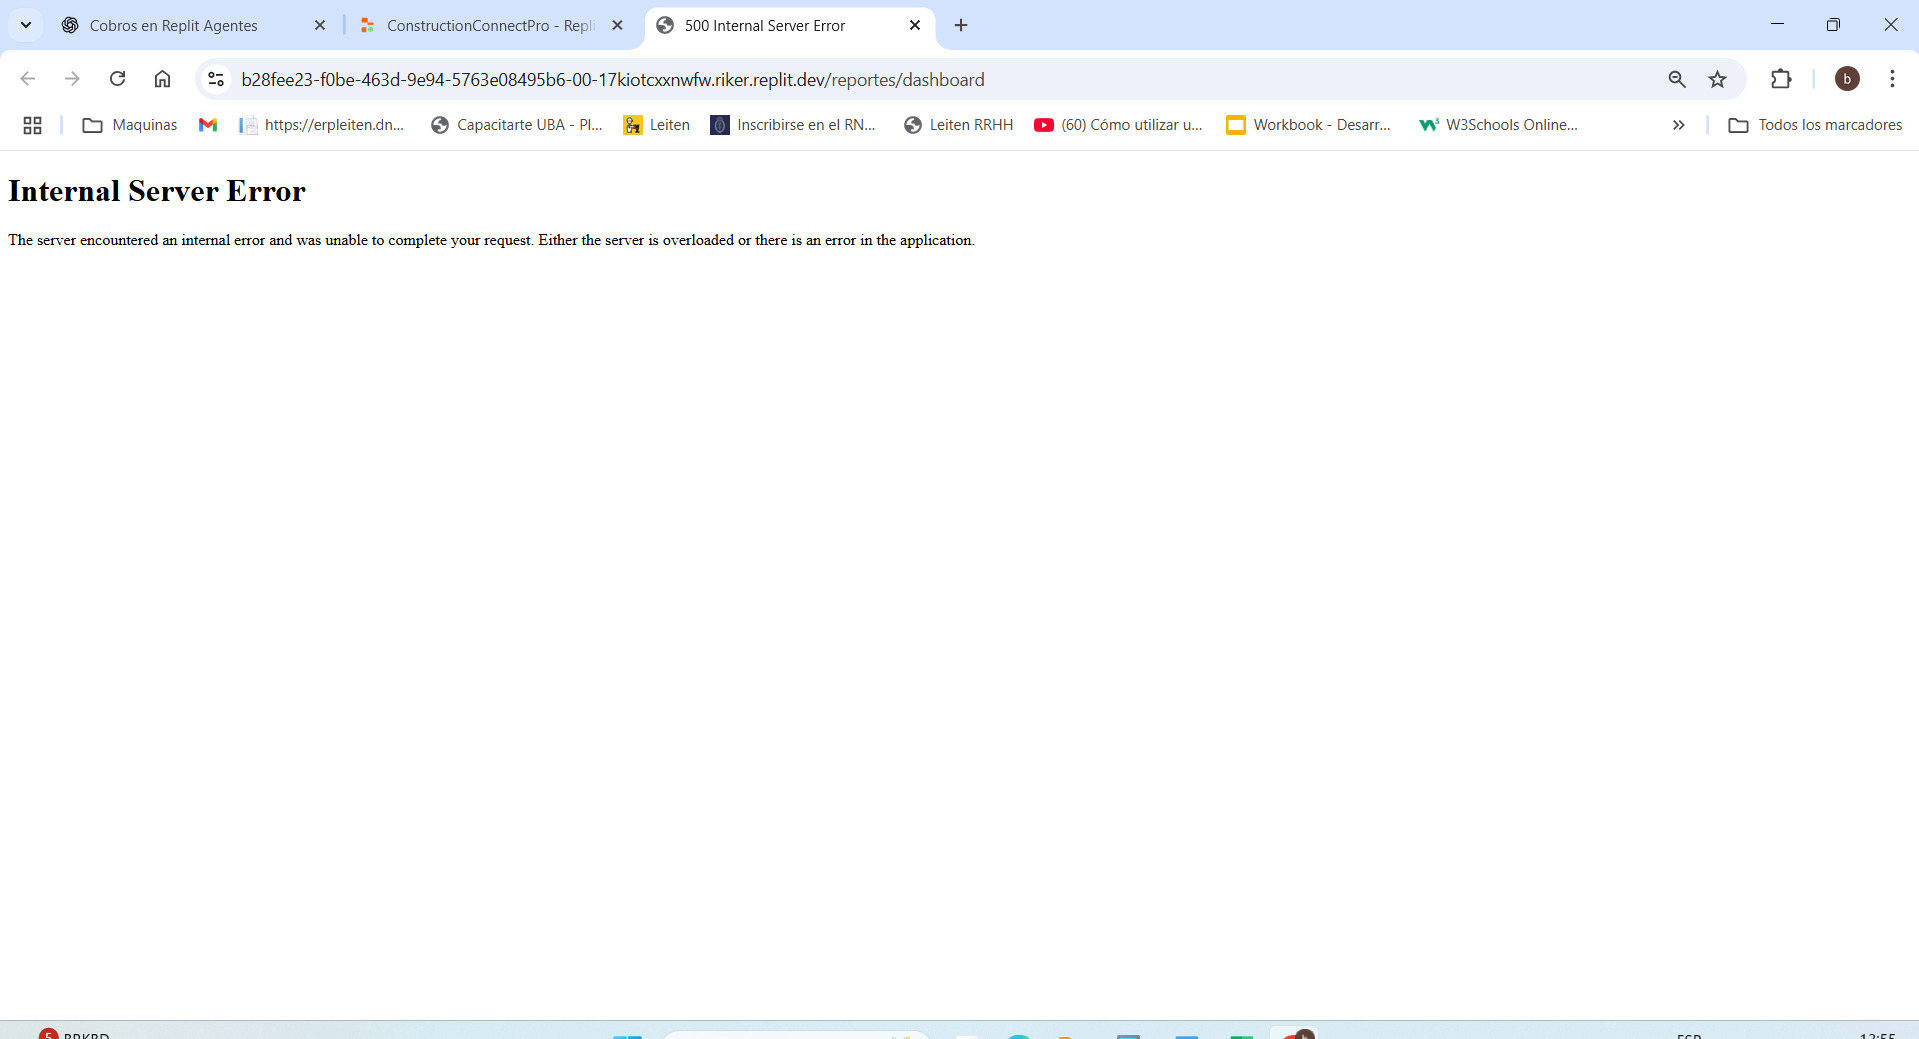 Cobros en Replit Agentes
ConstructionConnectPro - Repli
500 Internal Server Error
b28fee23-f0be-463d-9e94-5763e08495b6-00-17kiotcxxnwfw.riker.replit.dev/reportes/dashboard
b
Maquinas
https://erpleiten.dn...
Capacitarte UBA - Pl...
Leiten
Inscribirse en el RN...
Leiten RRHH
(60) Cómo utilizar u...
Workbook - Desarr...
W3Schools Online...
Todos los marcadores
Internal Server Error
The server encountered an internal error and was unable to complete your request. Either the server is overloaded or there is an error in the application.